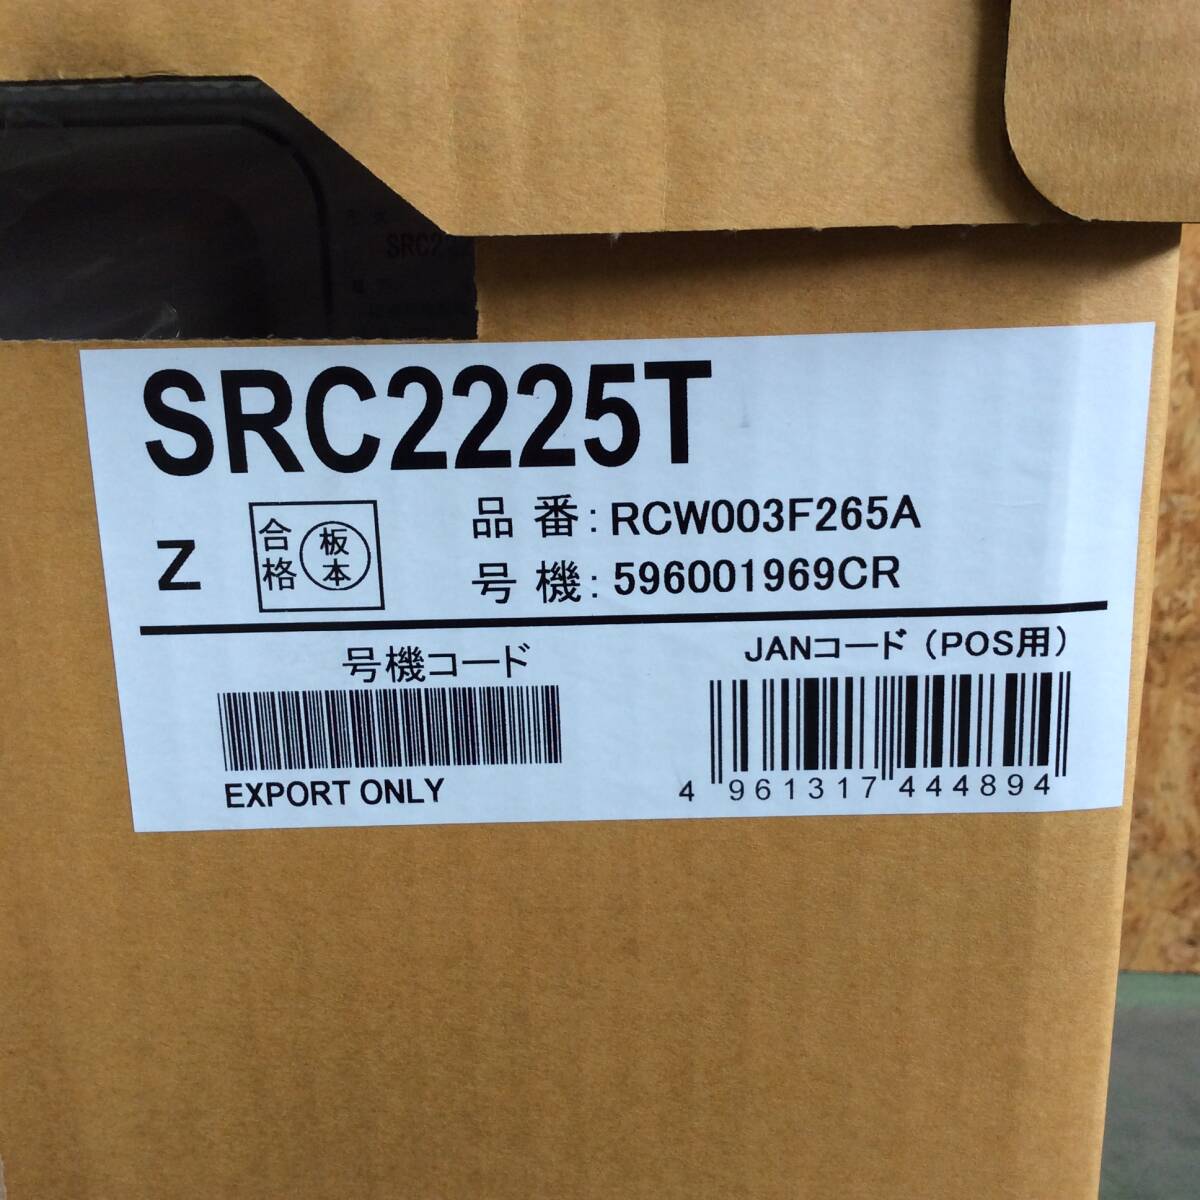 SRC22
SRC2225T
Z
合格
板本
品番:RCW003F265A
号機:596001969CR
号機コード
EXPORT ONLY
JANコード（POS用）
4 961317 444894